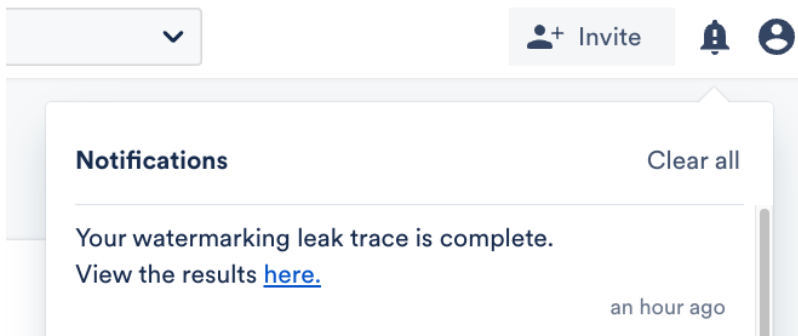 Invite
Notifications
Clear all
Your watermarking leak trace is complete.
View the results here.
an hour ago